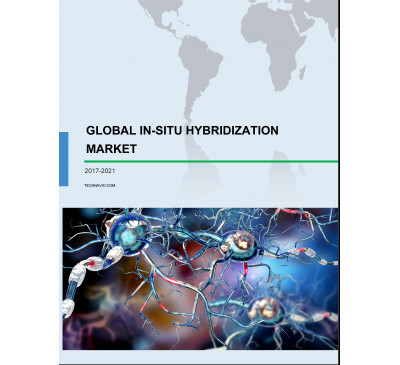 GLOBAL IN-SITU HYBRIDIZATION
MARKET
2017-2021
TECHNAVIO.COM